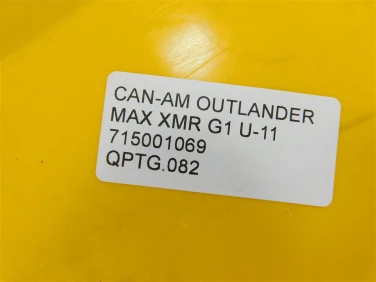 CAN-AM OUTLANDER
MAX XMR G1 U-11
715001069
QPTG.082